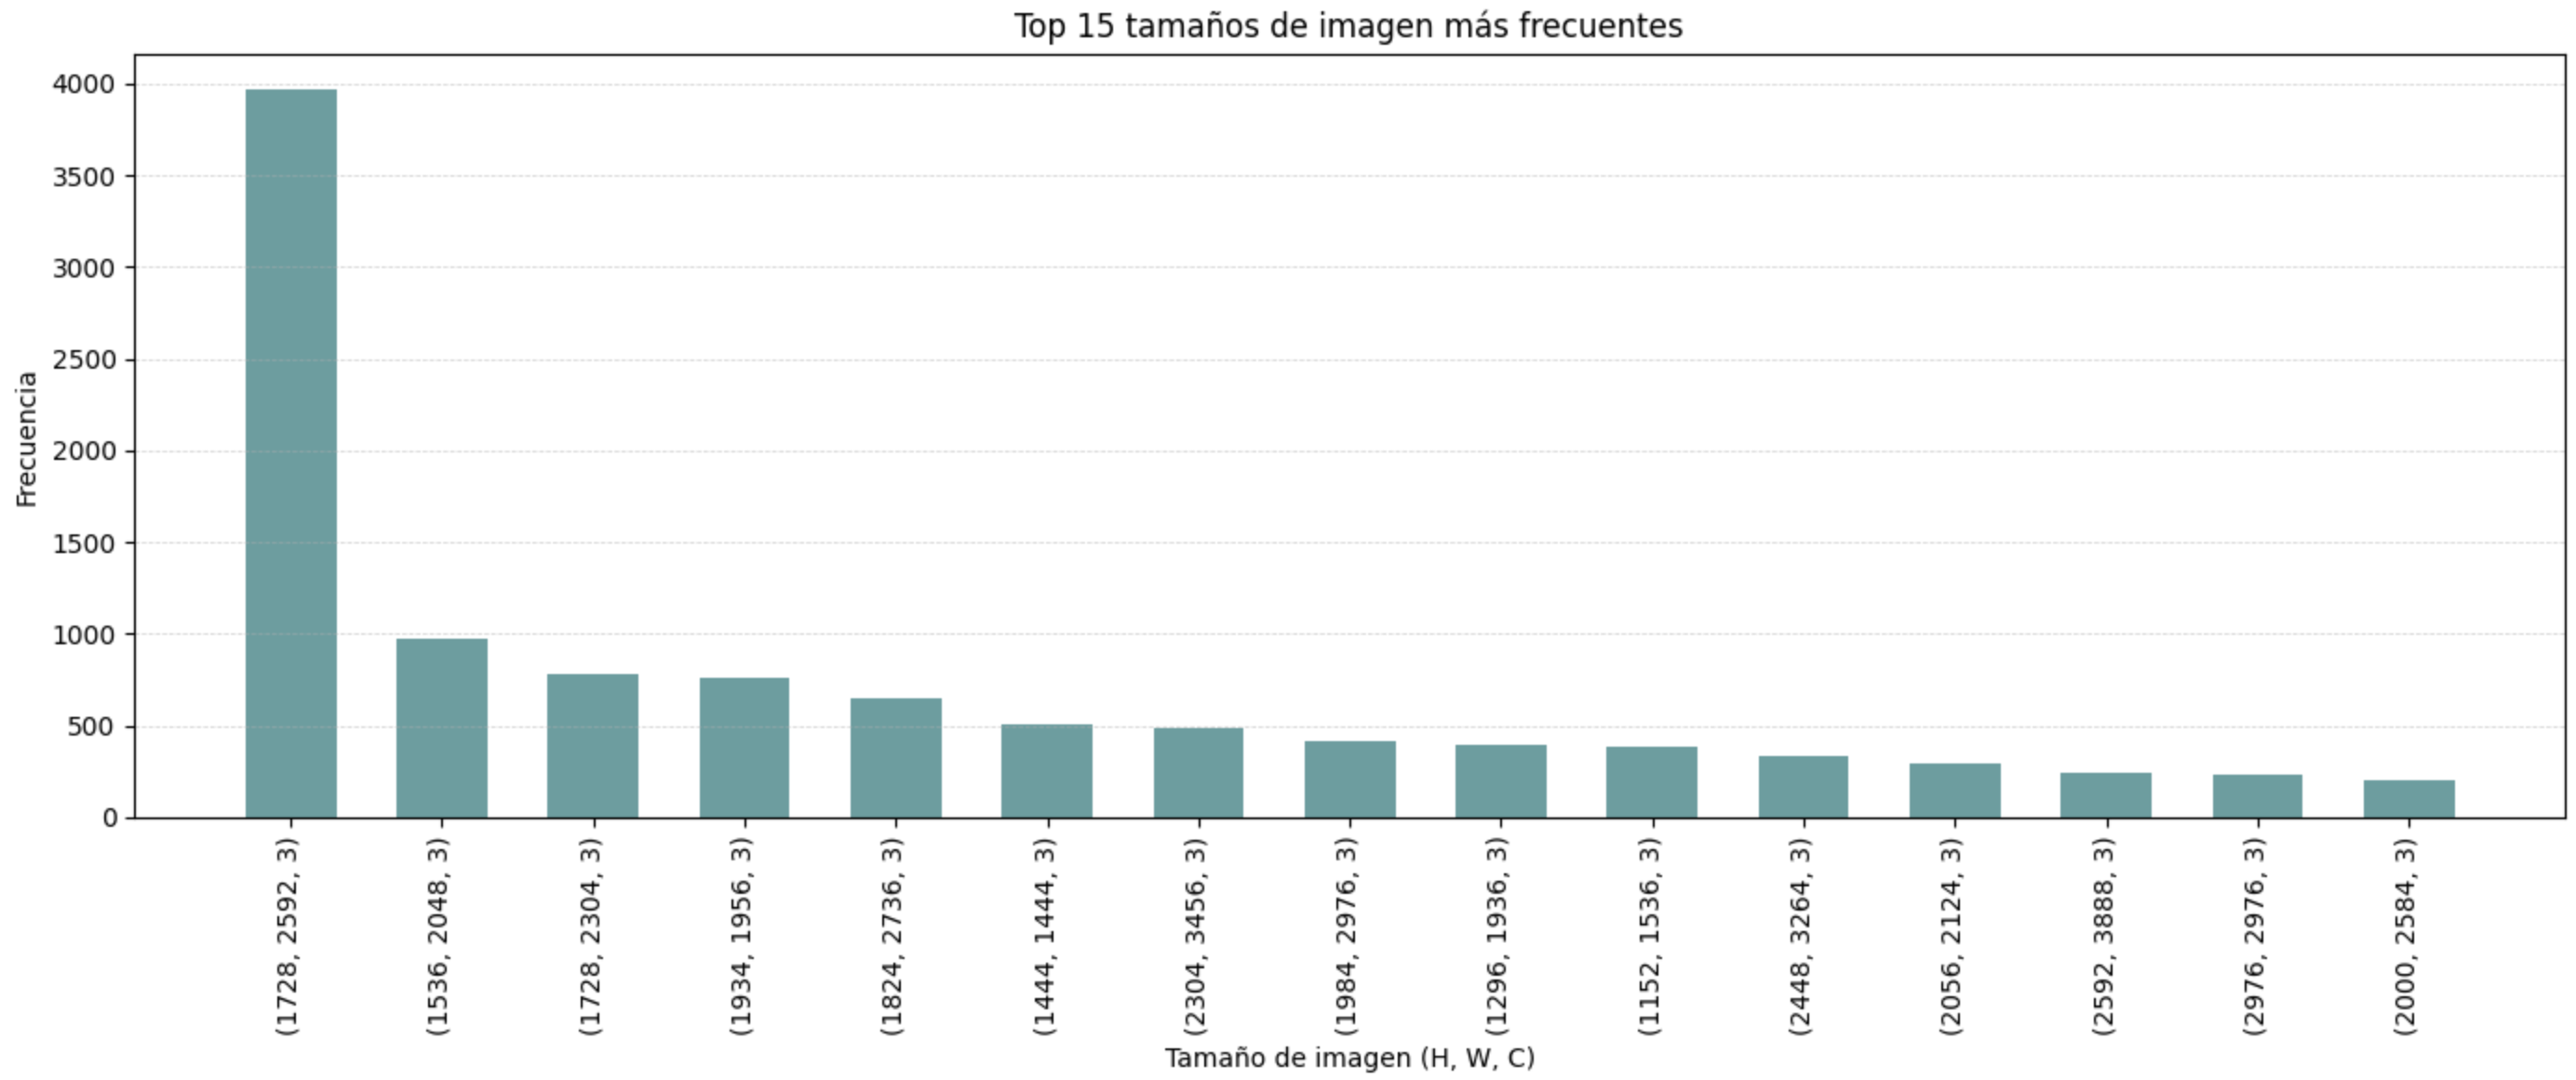 Top 15 tamaños de imagen más frecuentes
4000
3500
3000
2500
2000
1500
1000
500
0
Frecuencia
(1728, 2592, 3)
(1536, 2048, 3)
(1728, 2304, 3)
(1934, 1956, 3)
(1824, 2736, 3)
(1444, 1444, 3)
(2304, 3456, 3)
(1984, 2976, 3)
(1296, 1936, 3)
(1152, 1536, 3)
(2448, 3264, 3)
(2056, 2124, 3)
(2592, 3888, 3)
(2976, 2976, 3)
(2000, 2584, 3)
Tamaño de imagen (H, W, C)